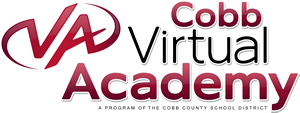 VA
Cobb
Virtual
Academy
A PROGRAM OF THE COBB COUNTY SCHOOL DISTRICT